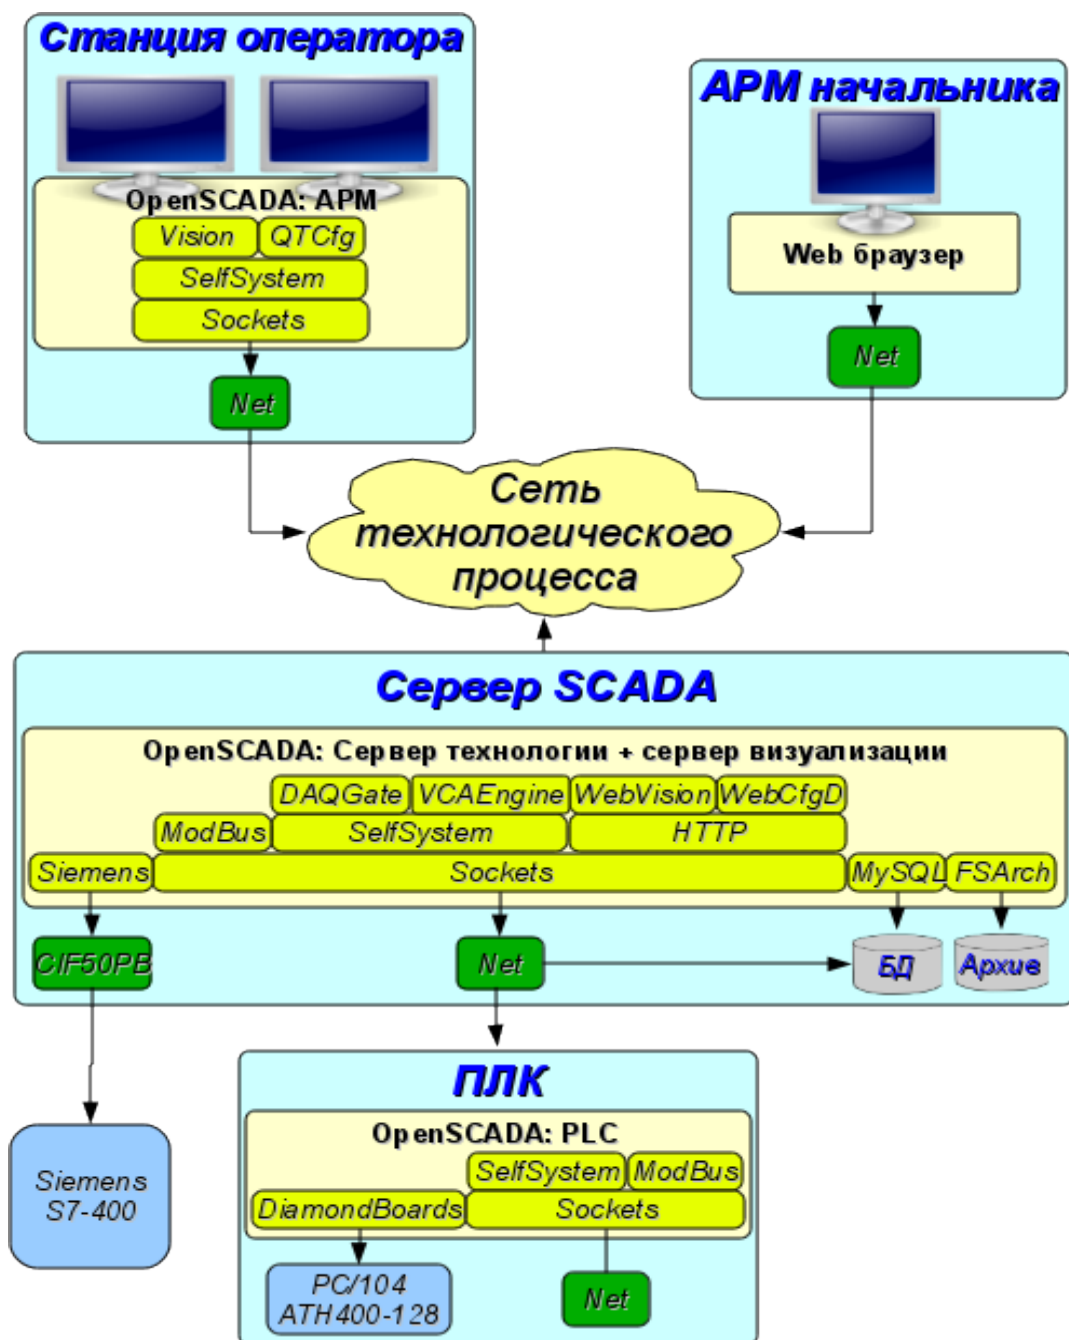 Станция оператора
OpenSCADA: АРМ
Vision
QTCfg
SelfSystem
Sockets
Net
АРМ начальника
Web браузер
Net
Сеть
технологического
процесса
Сервер SCADA
OpenSCADA: Сервер технологии + сервер визуализации
DAQGate
VCAEngine
WebVision
WebCfgD
ModBus
SelfSystem
HTTP
Siemens
Sockets
MySQL
FSArch
CIF50PB
Net
БД
Архив
ПЛК
OpenSCADA: PLC
SelfSystem
ModBus
DiamondBoards
Sockets
Siemens
S7-400
PC/104
ATH400-128
Net